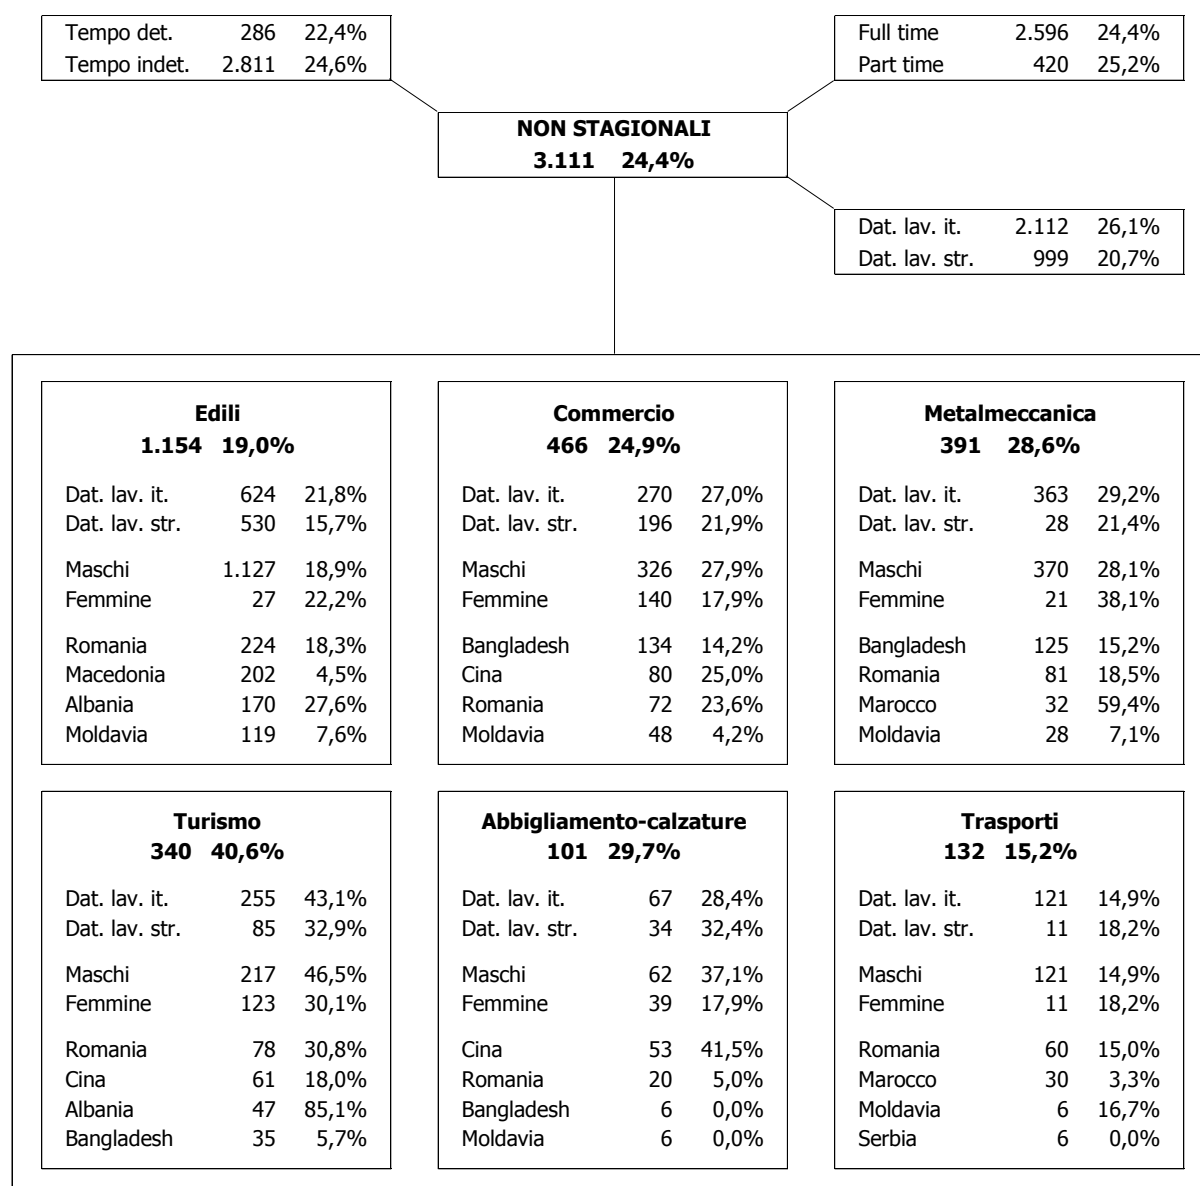 Tempo det. 286 22,4%
Tempo indet. 2.811 24,6%
Full time 2.596 24,4%
Part time 420 25,2%
NON STAGIONALI
3.111 24,4%
Dat. lav. it. 2.112 26,1%
Dat. lav. str. 999 20,7%
Edili
1.154 19,0%
Dat. lav. it. 624 21,8%
Dat. lav. str. 530 15,7%
Maschi 1.127 18,9%
Femmine 27 22,2%
Romania 224 18,3%
Macedonia 202 4,5%
Albania 170 27,6%
Moldavia 119 7,6%
Commercio
466 24,9%
Dat. lav. it. 270 27,0%
Dat. lav. str. 196 21,9%
Maschi 326 27,9%
Femmine 140 17,9%
Bangladesh 134 14,2%
Cina 80 25,0%
Romania 72 23,6%
Moldavia 48 4,2%
Metalmeccanica
391 28,6%
Dat. lav. it. 363 29,2%
Dat. lav. str. 28 21,4%
Maschi 370 28,1%
Femmine 21 38,1%
Bangladesh 125 15,2%
Romania 81 18,5%
Marocco 32 59,4%
Moldavia 28 7,1%
Turismo
340 40,6%
Dat. lav. it. 255 43,1%
Dat. lav. str. 85 32,9%
Maschi 217 46,5%
Femmine 123 30,1%
Romania 78 30,8%
Cina 61 18,0%
Albania 47 85,1%
Bangladesh 35 5,7%
Abbigliamento-calzature
101 29,7%
Dat. lav. it. 67 28,4%
Dat. lav. str. 34 32,4%
Maschi 62 37,1%
Femmine 39 17,9%
Cina 53 41,5%
Romania 20 5,0%
Bangladesh 6 0,0%
Moldavia 6 0,0%
Trasporti
132 15,2%
Dat. lav. it. 121 14,9%
Dat. lav. str. 11 18,2%
Maschi 121 14,9%
Femmine 11 18,2%
Romania 60 15,0%
Marocco 30 3,3%
Moldavia 6 16,7%
Serbia 6 0,0%